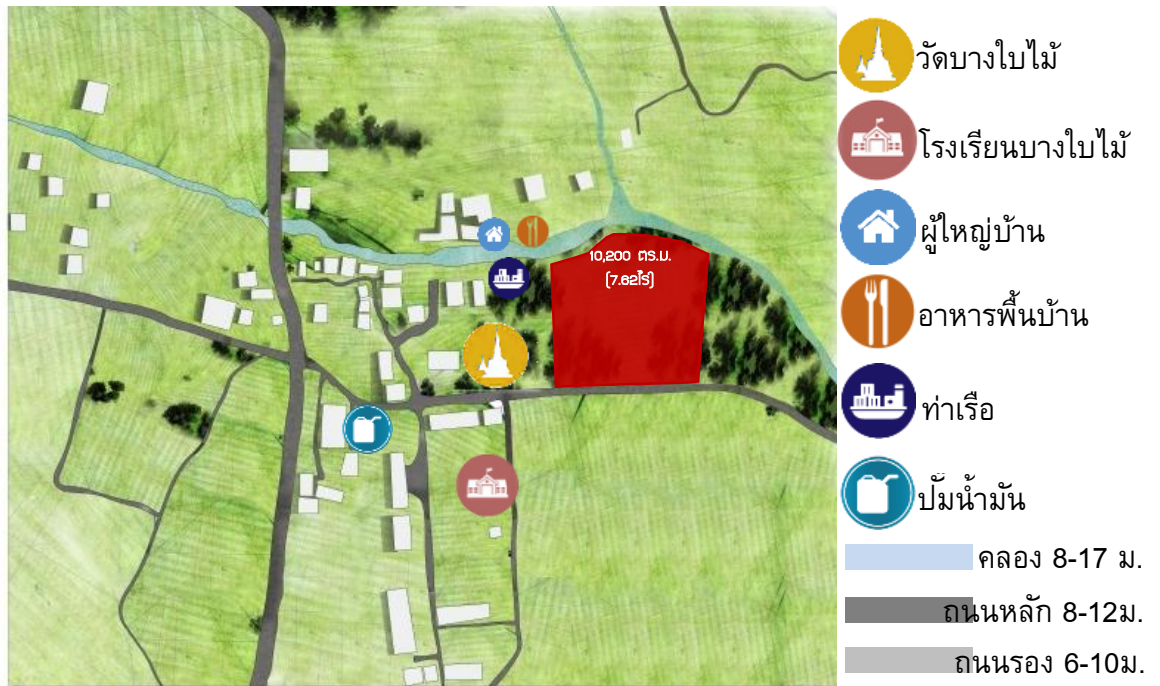 10,200 ตร.ม.
(7.62ไร่)
วัดบางใบไม้
โรงเรียนบางใบไม้
ผู้ใหญ่บ้าน
อาหารพื้นบ้าน
ท่าเรือ
ปั๊มน้ำมัน
คลอง 8-17 ม.
ถนนหลัก 8-12ม.
ถนนรอง 6-10ม.